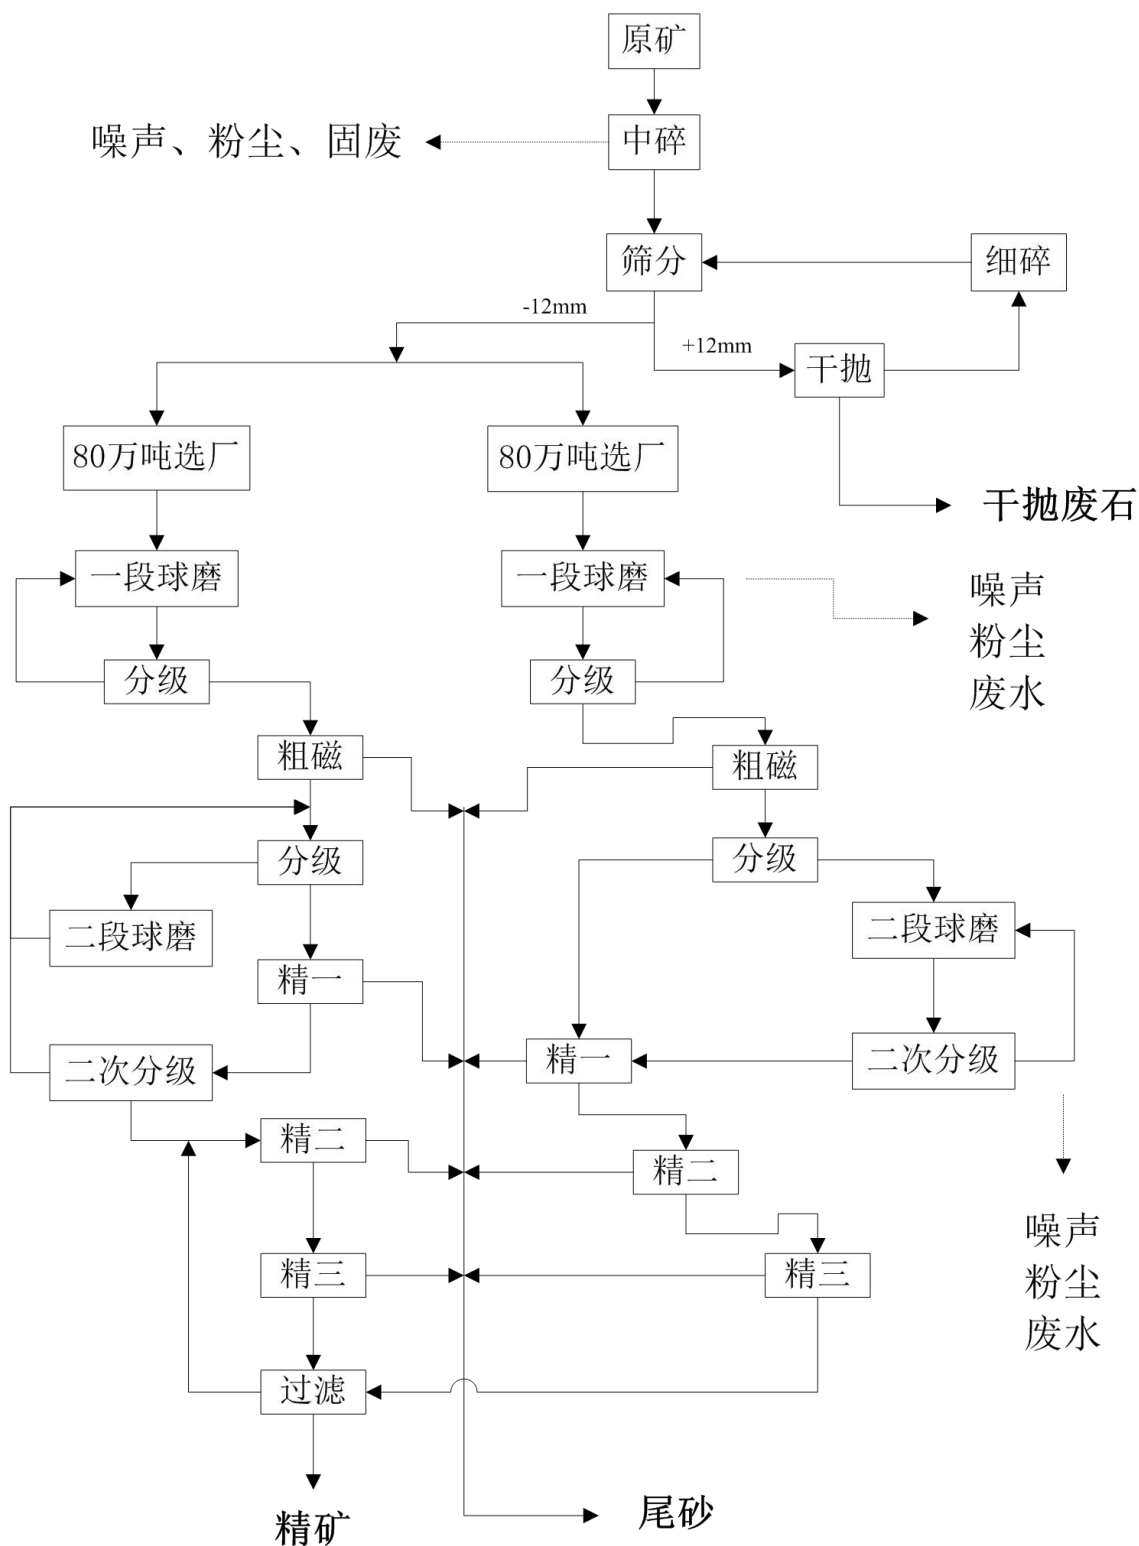 原矿
噪声、粉尘、固废
中碎
筛分
细碎
-12mm
+12mm
干抛
80万吨选厂
80万吨选厂
干抛废石
一段球磨
一段球磨
噪声
粉尘
废水
分级
分级
粗磁
粗磁
分级
分级
二段球磨
二段球磨
精一
精一
二次分级
二次分级
精二
精二
噪声
粉尘
废水
精三
精三
过滤
精矿
尾砂